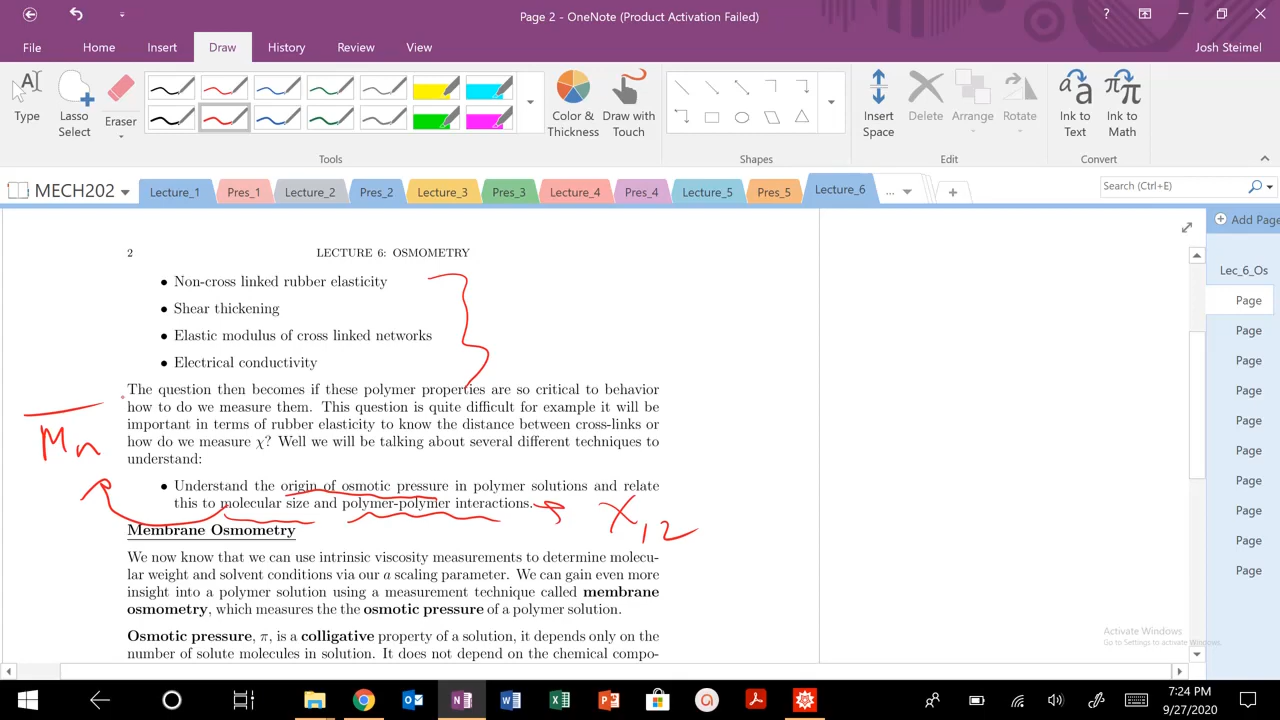 Page 2 - OneNote (Product Activation Failed)
?
File
Home
Insert
Draw
History
Review
View
Josh Steimel
Type
Lasso Select
Eraser
Color & Thickness
Draw with Touch
Insert Space
Delete
Arrange
Rotate
Ink to Text
Ink to Math
Tools
Shapes
Edit
Convert
MECH202
Lecture_1
Pres_1
Lecture_2
Pres_2
Lecture_3
Pres_3
Lecture_4
Pres_4
Lecture_5
Pres_5
Lecture_6
...
Search (Ctrl+E)
Add Page
Lec_6_Os
Page
Page
Page
Page
Page
Page
Page
Page
Page
Page
2 LECTURE 6: OSMOMETRY
• Non-cross linked rubber elasticity
• Shear thickening
• Elastic modulus of cross linked networks
• Electrical conductivity
The question then becomes if these polymer properties are so critical to behavior
how to do we measure them. This question is quite difficult for example it will be
important in terms of rubber elasticity to know the distance between cross-links or
how do we measure χ? Well we will be talking about several different techniques to
understand:
Mn
• Understand the origin of osmotic pressure in polymer solutions and relate
this to molecular size and polymer-polymer interactions.
χ12
Membrane Osmometry
We now know that we can use intrinsic viscosity measurements to determine molecu-
lar weight and solvent conditions via our a scaling parameter. We can gain even more
insight into a polymer solution using a measurement technique called membrane
osmometry, which measures the the osmotic pressure of a polymer solution.
Osmotic pressure, π, is a colligative property of a solution, it depends only on the
number of solute molecules in solution. It does not depend on the chemical compo-
Activate Windows
Go to Settings to activate Windows.
7:24 PM
9/27/2020